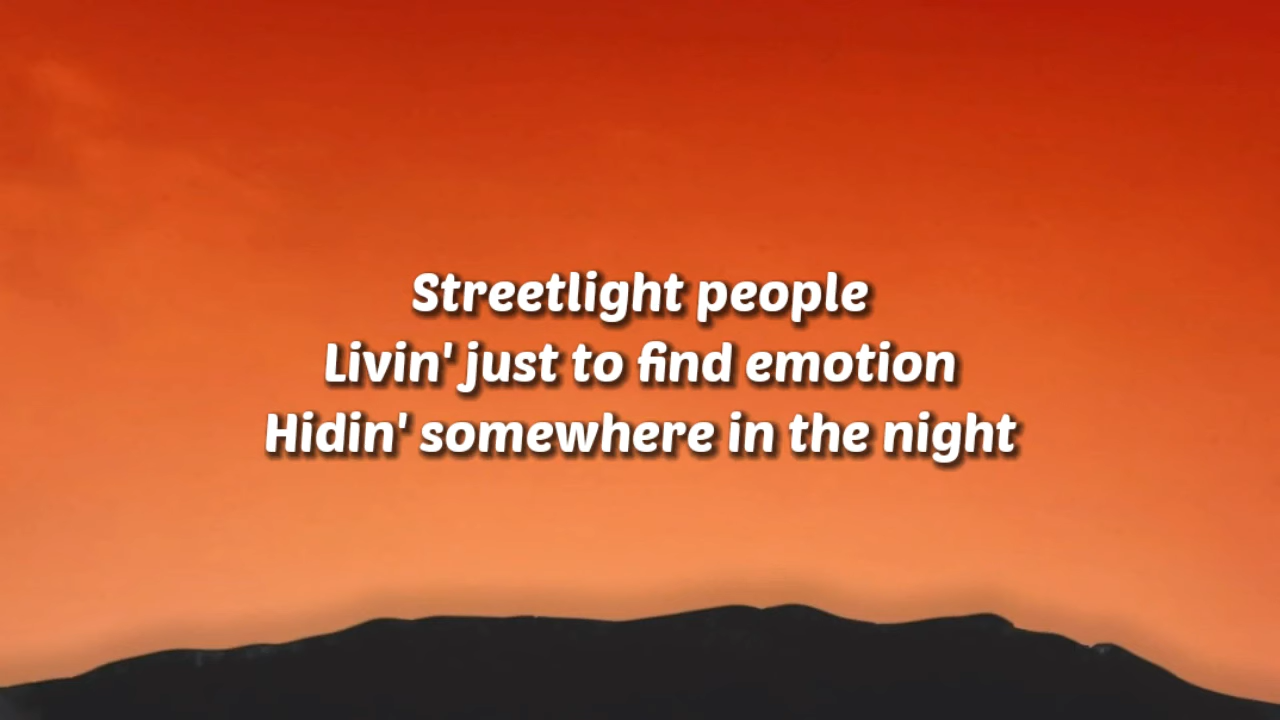 Streetlight people
Livin' just to find emotion
Hidin' somewhere in the night